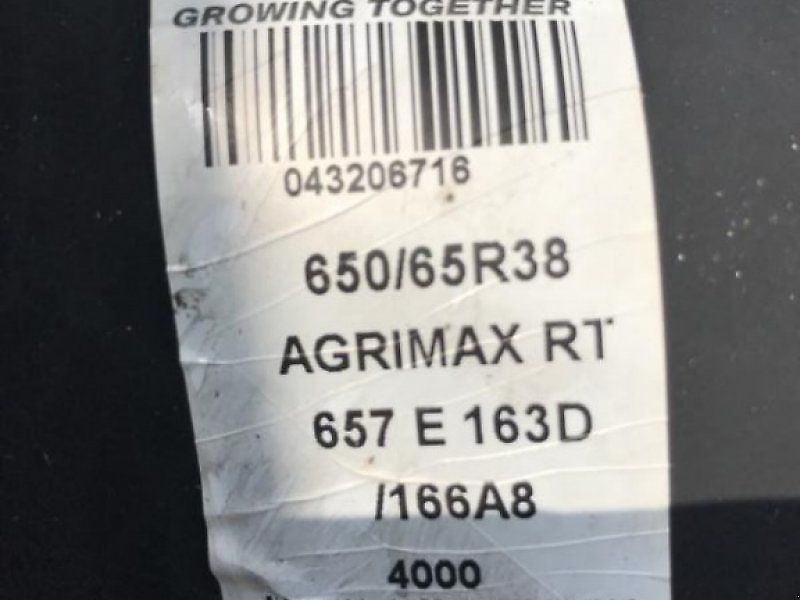 GROWING TOGETHER
043206716
650/65R38
AGRIMAX RT
657 E 163D
/166A8
4000